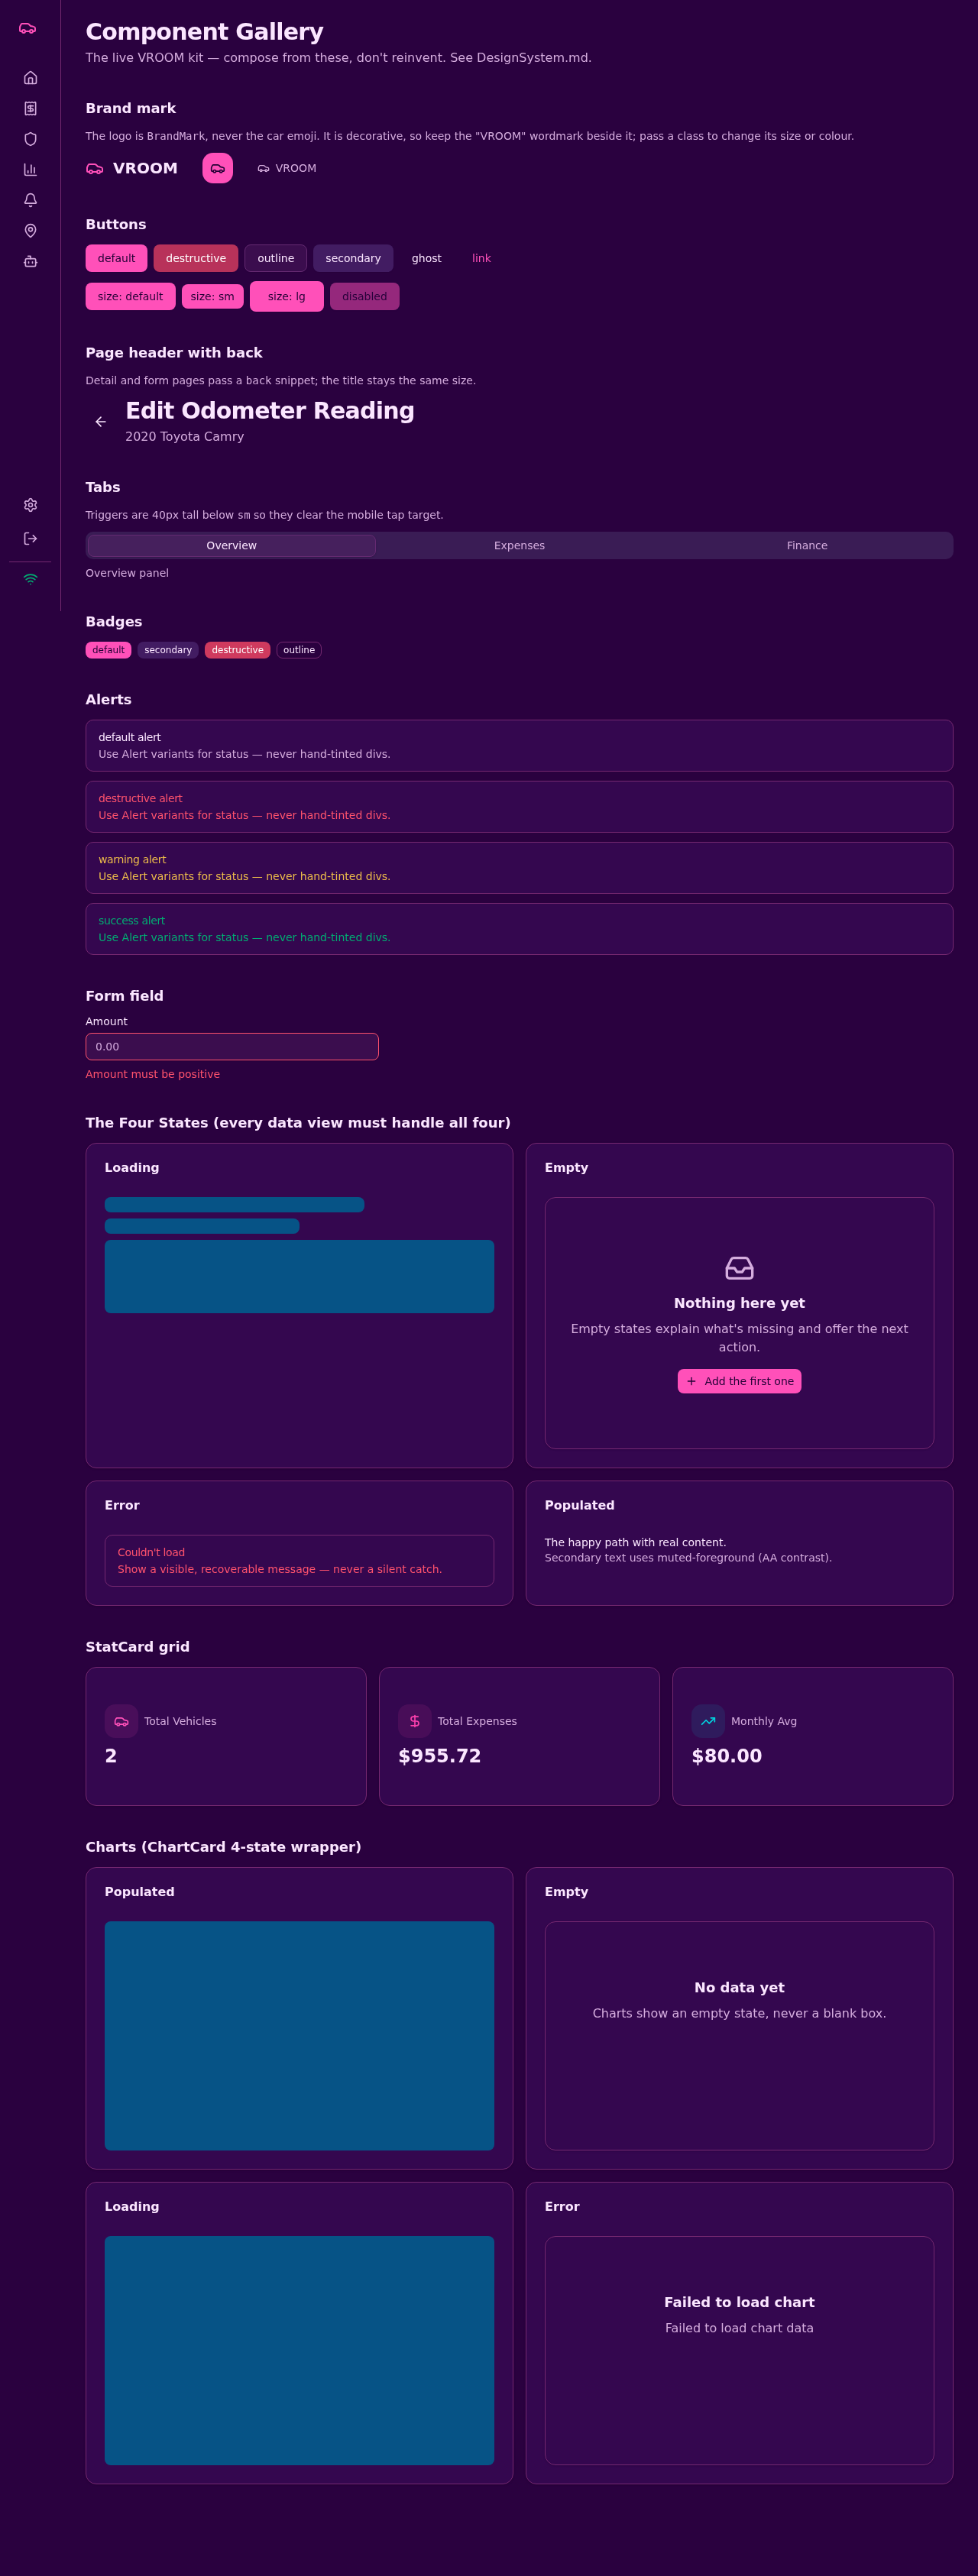 Component Gallery
The live VROOM kit — compose from these, don't reinvent. See DesignSystem.md.
Brand mark
The logo is BrandMark, never the car emoji. It is decorative, so keep the "VROOM" wordmark beside it; pass a class to change its size or colour.
VROOM VROOM
Buttons
default destructive outline secondary ghost link
size: default size: sm size: lg disabled
Page header with back
Detail and form pages pass a back snippet; the title stays the same size.
Edit Odometer Reading
2020 Toyota Camry
Tabs
Triggers are 40px tall below sm so they clear the mobile tap target.
Overview Expenses Finance
Overview panel
Badges
default secondary destructive outline
Alerts
default alert
Use Alert variants for status — never hand-tinted divs.
destructive alert
Use Alert variants for status — never hand-tinted divs.
warning alert
Use Alert variants for status — never hand-tinted divs.
success alert
Use Alert variants for status — never hand-tinted divs.
Form field
Amount
0.00
Amount must be positive
The Four States (every data view must handle all four)
Loading
Empty
Nothing here yet
Empty states explain what's missing and offer the next
action.
Add the first one
Error
Couldn't load
Show a visible, recoverable message — never a silent catch.
Populated
The happy path with real content.
Secondary text uses muted-foreground (AA contrast).
StatCard grid
Total Vehicles
2
Total Expenses
$955.72
Monthly Avg
$80.00
Charts (ChartCard 4-state wrapper)
Populated
Empty
No data yet
Charts show an empty state, never a blank box.
Loading
Error
Failed to load chart
Failed to load chart data